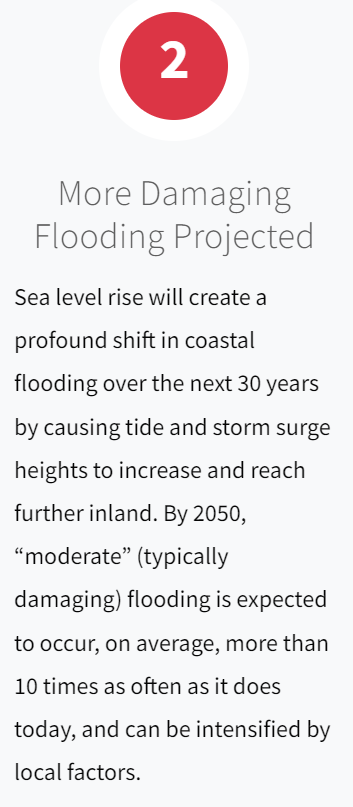 2
More Damaging
Flooding Projected
Sea level rise will create a
profound shift in coastal
flooding over the next 30 years
by causing tide and storm surge
heights to increase and reach
further inland. By 2050,
“moderate” (typically
damaging) flooding is expected
to occur, on average, more than
10 times as often as it does
today, and can be intensified by
local factors.